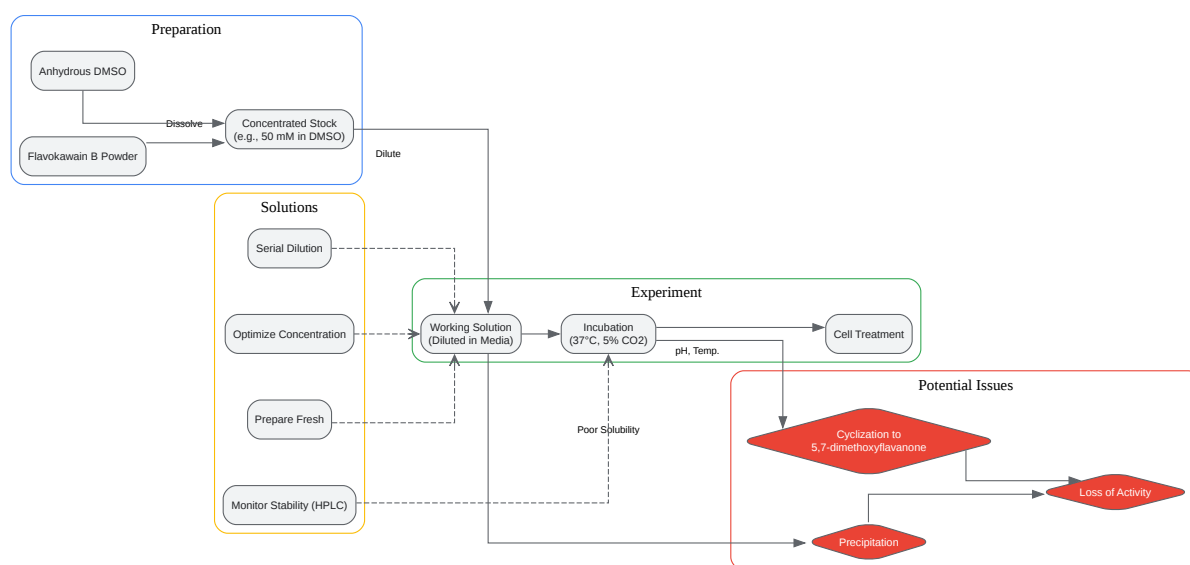 Preparation
Anhydrous DMSO
Dissolve
Concentrated Stock
(e.g., 50 mM in DMSO)
Flavokawain B Powder
Dilute
Solutions
Serial Dilution
Optimize Concentration
Prepare Fresh
Monitor Stability (HPLC)
Experiment
Working Solution
(Diluted in Media)
Incubation
(37°C, 5% CO2)
Cell Treatment
pH, Temp.
Poor Solubility
Potential Issues
Cyclization to
5,7-dimethoxyflavanone
Loss of Activity
Precipitation